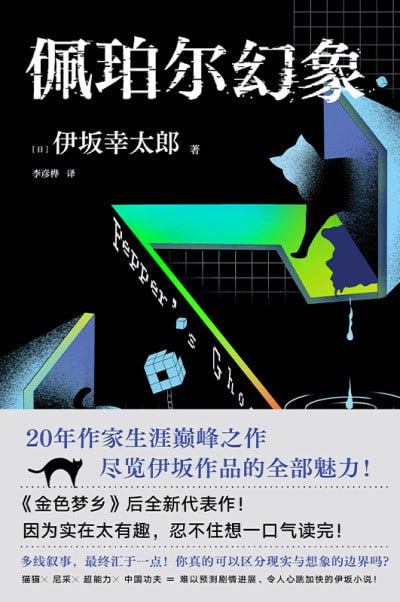 佩珀尔幻象
[日] 伊坂幸太郎 著
李彦桦 译
Pepper's Gho
20年作家生涯巅峰之作
尽览伊坂作品的全部魅力!
《金色梦乡》后全新代表作!
因为实在太有趣,忍不住想一口气读完!
多线叙事,最终汇于一点!你真的可以区分现实与想象的边界吗?
猫猫× 尼采× 超能力× 中国功夫 = 难以预测剧情进展、令人心跳加快的伊坂小说!